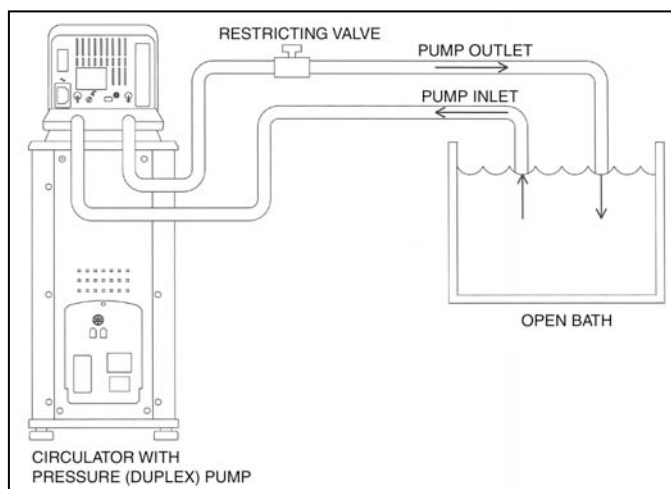 RESTRICTING VALVE
PUMP OUTLET
PUMP INLET
OPEN BATH
CIRCULATOR WITH
PRESSURE (DUPLEX) PUMP